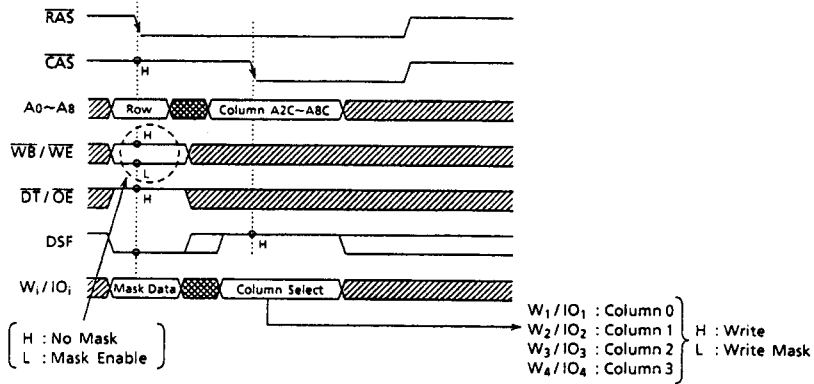 RAS
CAS
H
A0~A8
Row
Column A2C~A8C
H
WB / WE
L
DT / OE
H
DSF
H
Wi / IOi
Mask Data
Column Select
H : No Mask
L : Mask Enable
W1 / IO1 : Column 0
W2 / IO2 : Column 1
W3 / IO3 : Column 2
W4 / IO4 : Column 3
H : Write
L : Write Mask